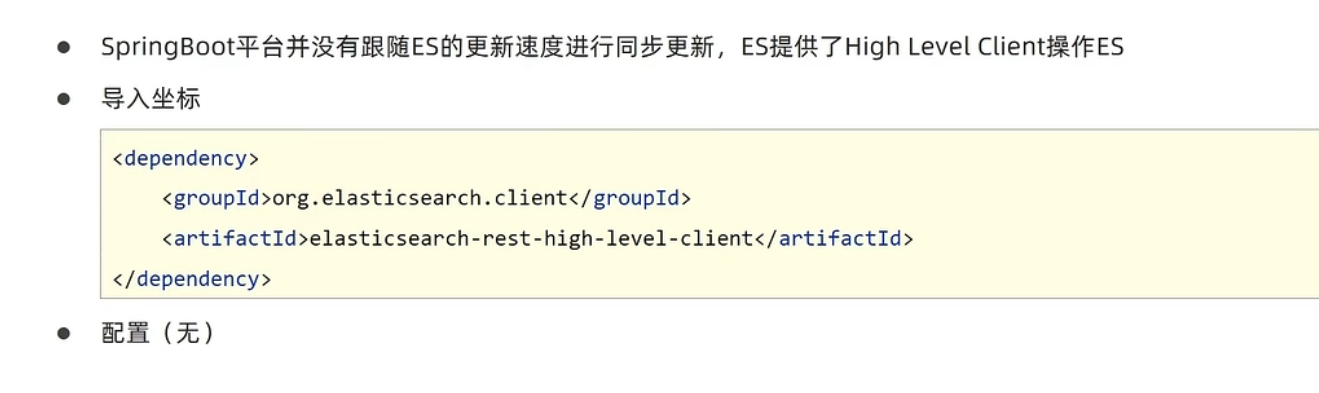 ● SpringBoot平台并没有跟随ES的更新速度进行同步更新，ES提供了High Level Client操作ES
● 导入坐标
<dependency>
    <groupId>org.elasticsearch.client</groupId>
    <artifactId>elasticsearch-rest-high-level-client</artifactId>
</dependency>
● 配置（无）